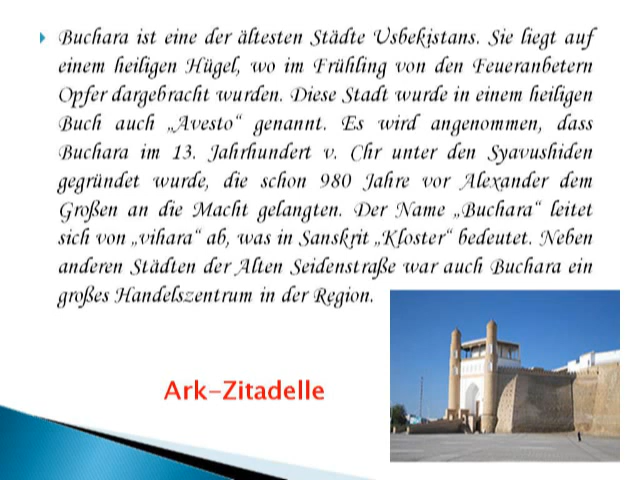 Buchara ist eine der ältesten Städte Usbekistans. Sie liegt auf
einem heiligen Hügel, wo im Frühling von den Feueranbetern
Opfer dargebracht wurden. Diese Stadt wurde in einem heiligen
Buch auch „Avesto“ genannt. Es wird angenommen, dass
Buchara im 13. Jahrhundert v. Chr unter den Syavushiden
gegründet wurde, die schon 980 Jahre vor Alexander dem
Großen an die Macht gelangten. Der Name „Buchara“ leitet
sich von „vihara“ ab, was in Sanskrit „Kloster“ bedeutet. Neben
anderen Städten der Alten Seidenstraße war auch Buchara ein
großes Handelszentrum in der Region.
Ark-Zitadelle